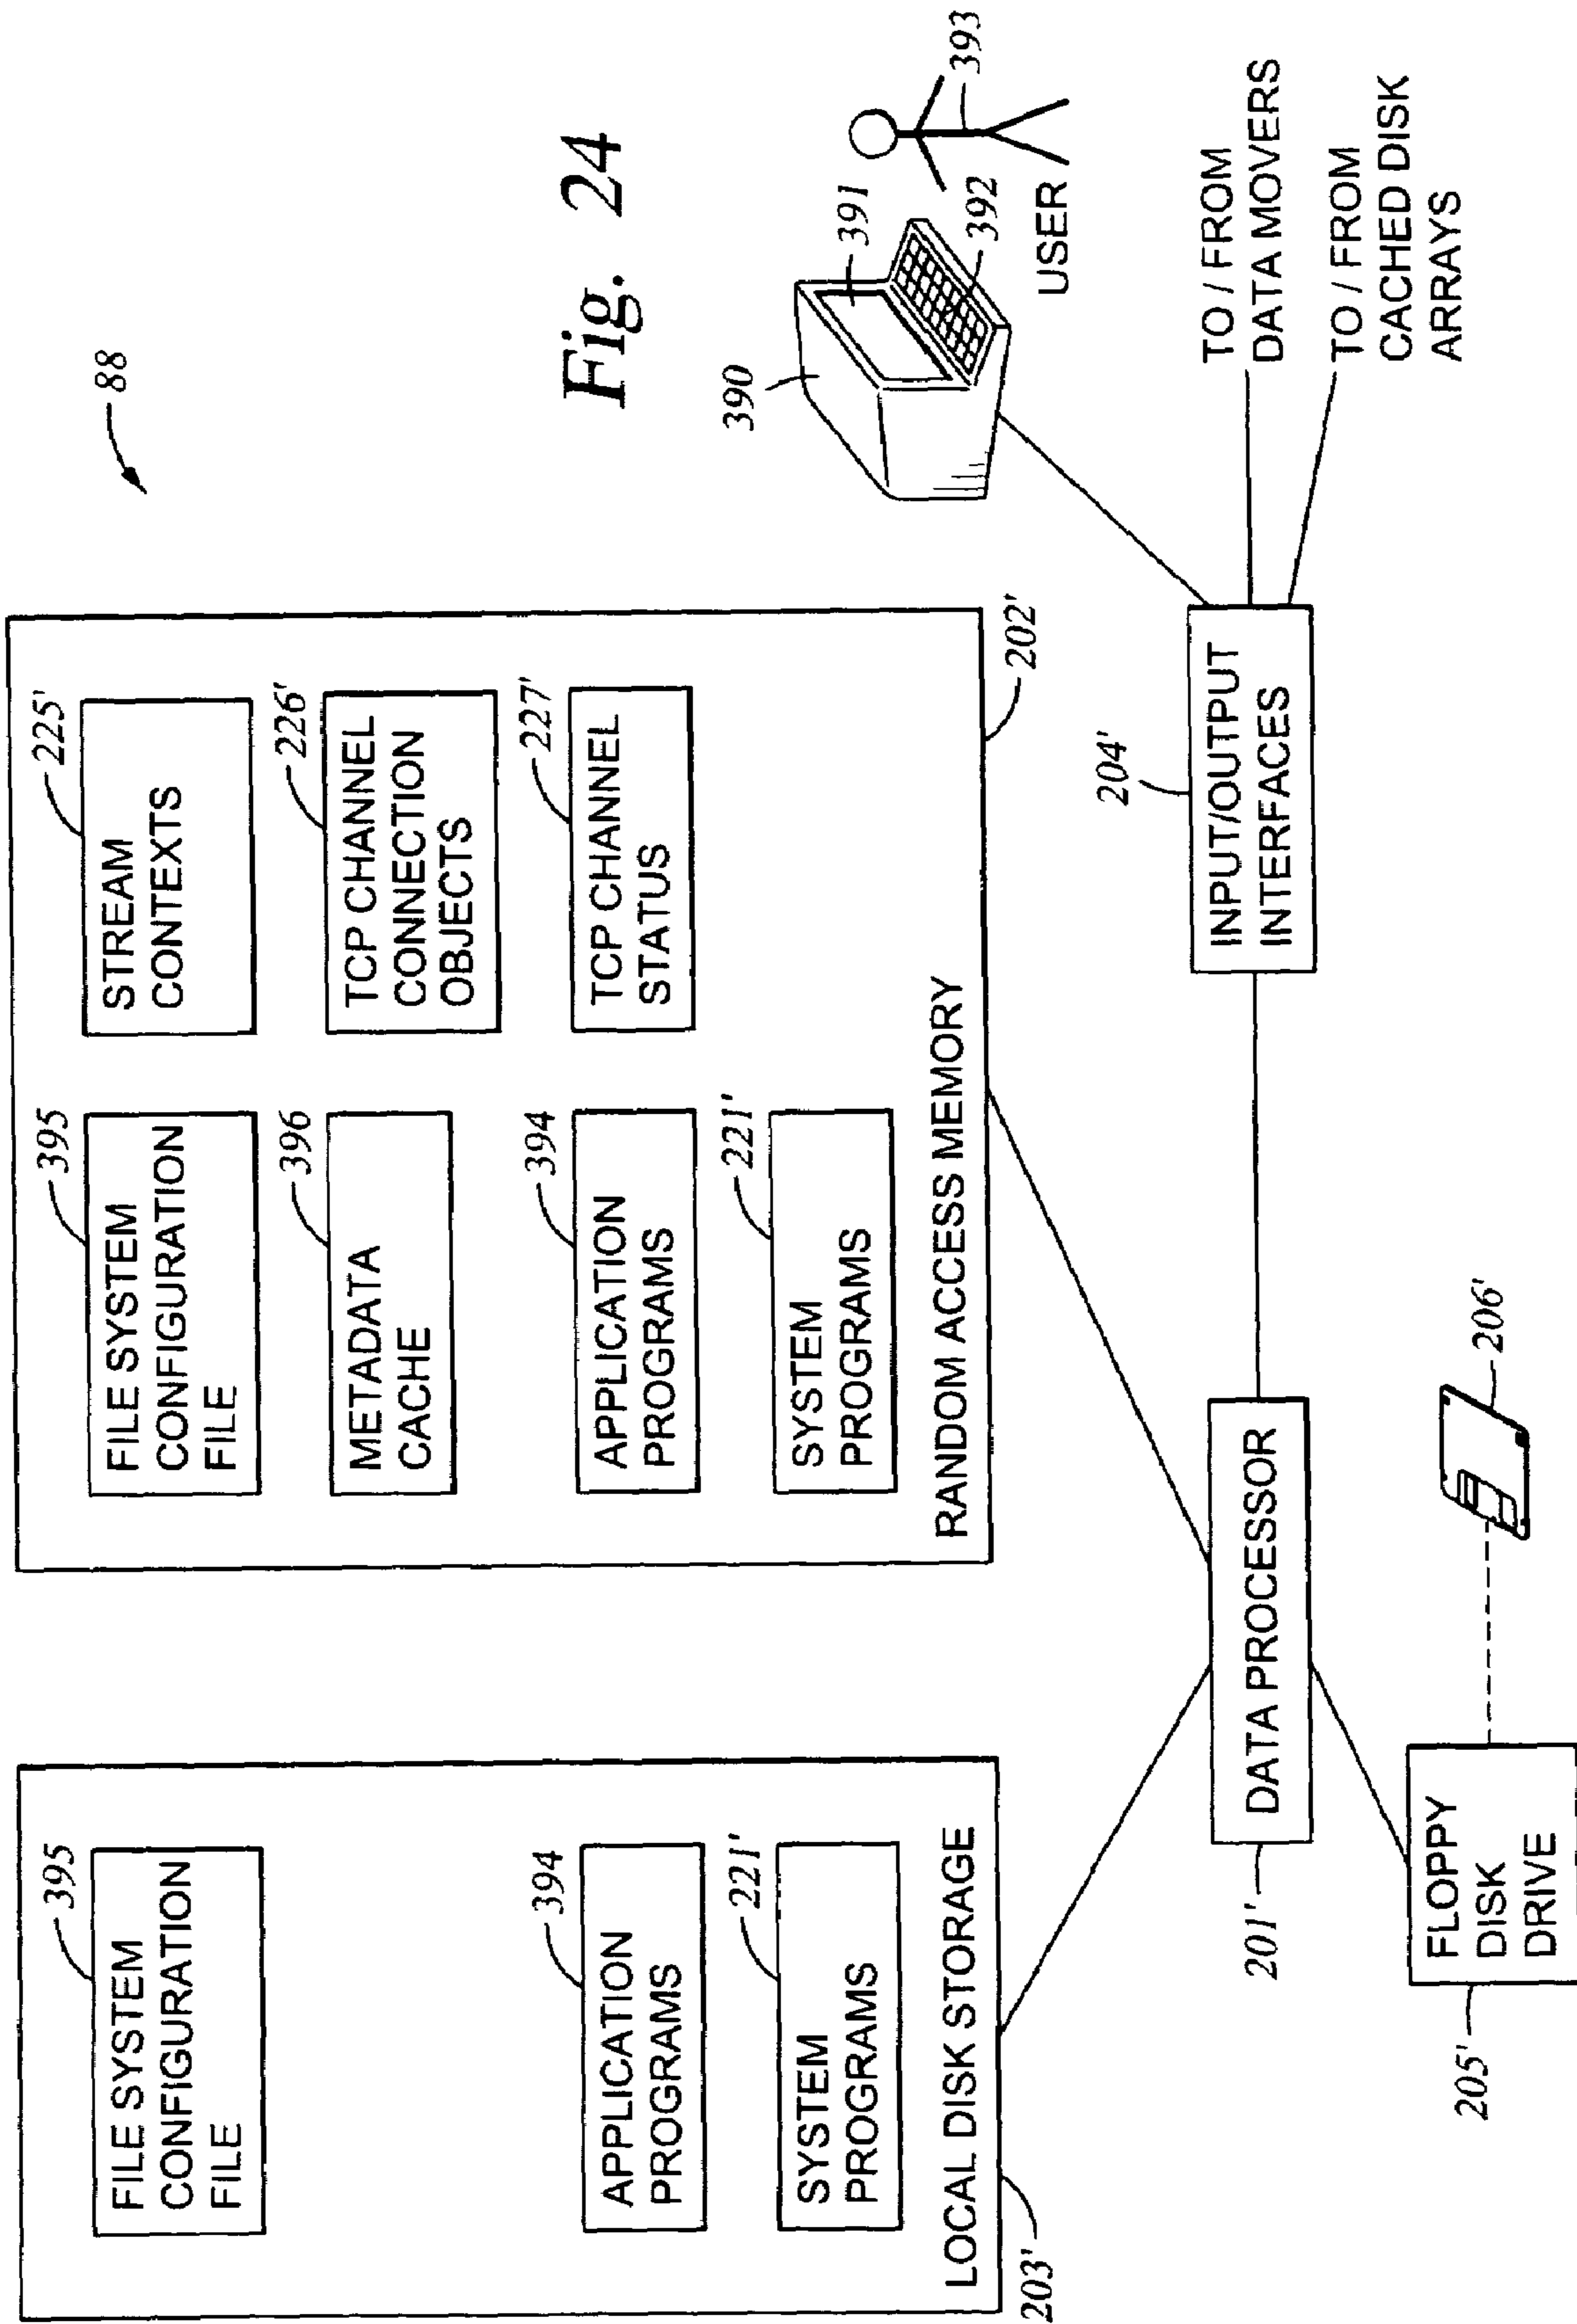 88
Fig. 24
395
FILE SYSTEM
CONFIGURATION
FILE
394
APPLICATION
PROGRAMS
221'
SYSTEM
PROGRAMS
LOCAL DISK STORAGE
203'
395
FILE SYSTEM
CONFIGURATION
FILE
225'
STREAM
CONTEXTS
396
METADATA
CACHE
226'
TCP CHANNEL
CONNECTION
OBJECTS
394
APPLICATION
PROGRAMS
227'
TCP CHANNEL
STATUS
221'
SYSTEM
PROGRAMS
RANDOM ACCESS MEMORY
202'
390
391
392
393
USER
201'
DATA PROCESSOR
204'
INPUT/OUTPUT
INTERFACES
TO / FROM
DATA MOVERS
TO / FROM
CACHED DISK
ARRAYS
205'
FLOPPY
DISK
DRIVE
206'